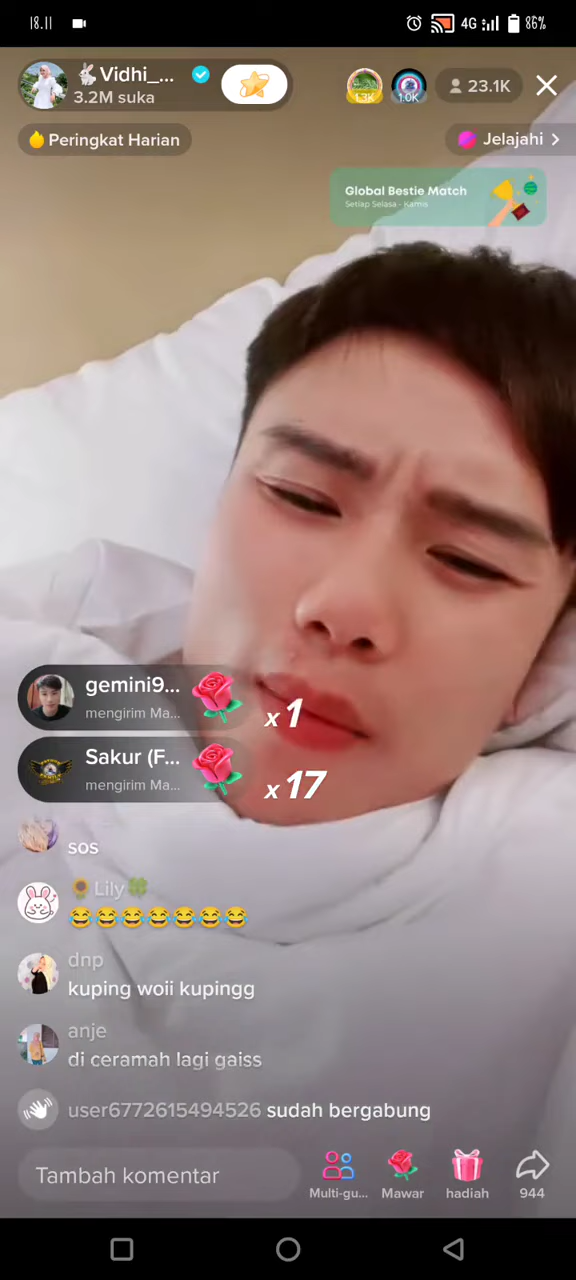 18.11
4G
86%
Vidhi_...
3.2M suka
1.3K
1.0K
23.1K
Peringkat Harian
Jelajahi
Global Bestie Match
Setiap Selasa - Kamis
gemini9...
mengirim Ma...
x1
Sakur (F...
mengirim Ma...
x17
sos
🌻Lily🍀
😂😂😂😂😂😂😂
dnp
kuping woii kupingg
anje
di ceramah lagi gaiss
user6772615494526 sudah bergabung
Tambah komentar
Multi-gu...
Mawar
hadiah
944